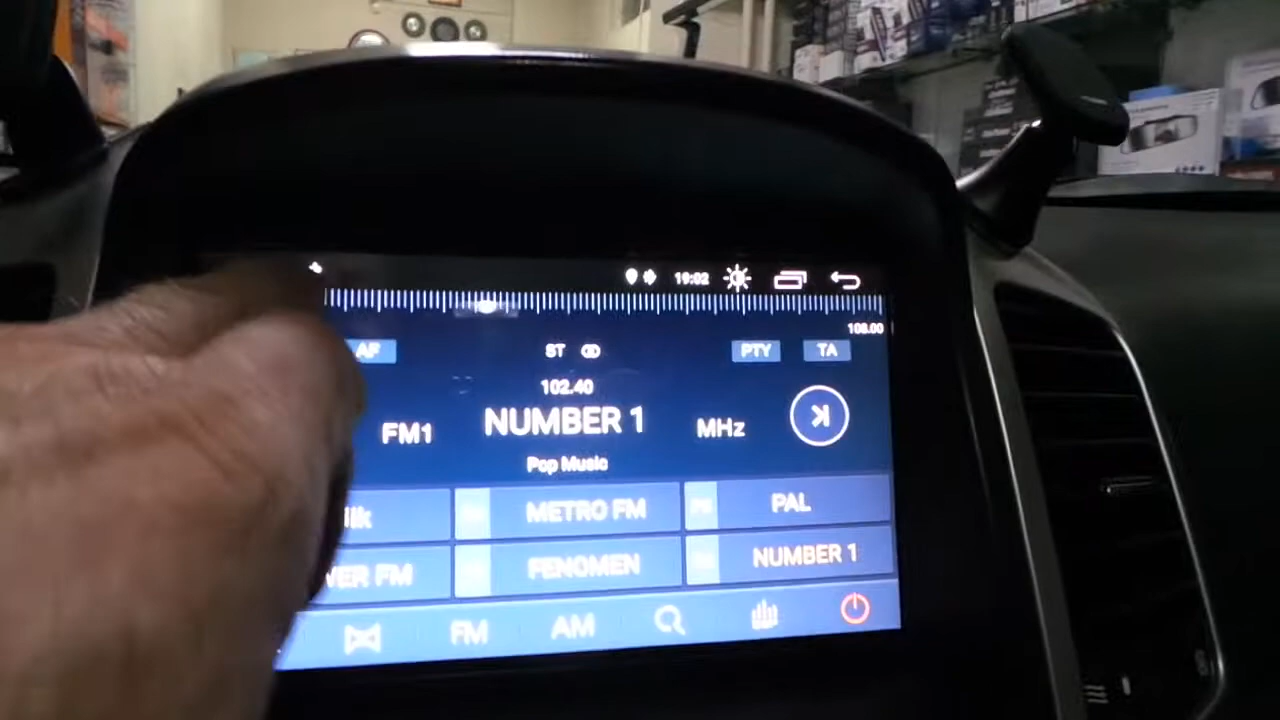 19:02
108.00
AF
ST
PTY
TA
102.40
FM1
NUMBER 1
MHz
Pop Music
METRO FM
PAL
FENOMEN
NUMBER 1
FM
AM